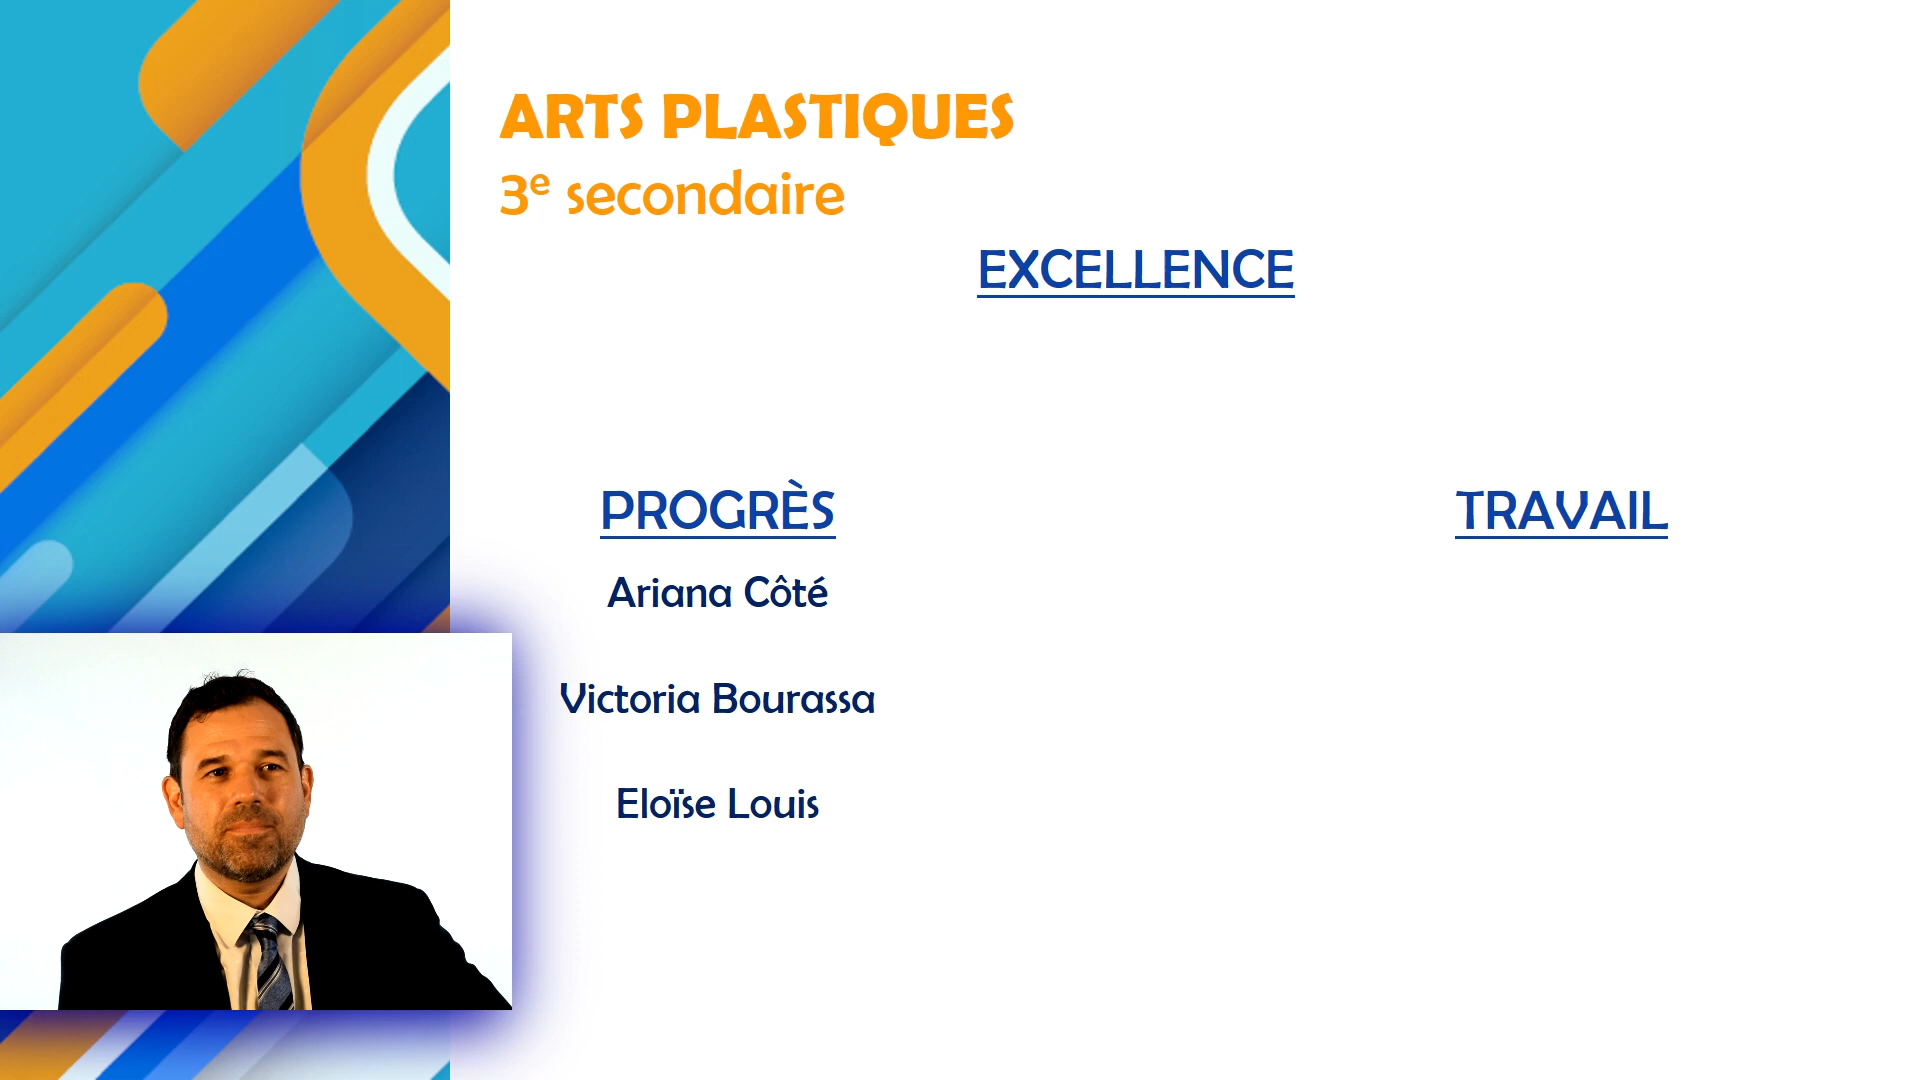 ARTS PLASTIQUES
3e secondaire
EXCELLENCE
PROGRÈS
Ariana Côté
Victoria Bourassa
Eloïse Louis
TRAVAIL